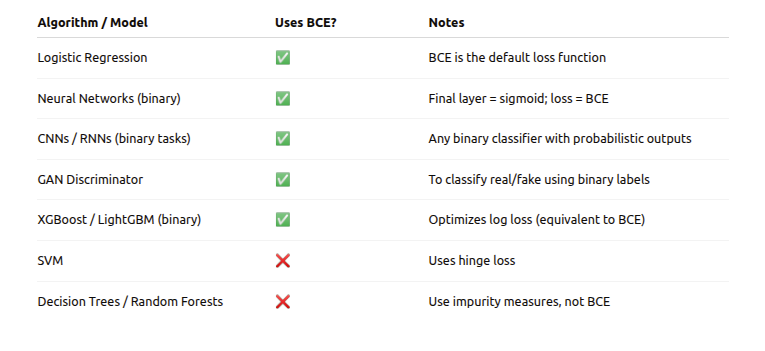 Algorithm / Model Uses BCE? Notes
Logistic Regression ✅ BCE is the default loss function
Neural Networks (binary) ✅ Final layer = sigmoid; loss = BCE
CNNs / RNNs (binary tasks) ✅ Any binary classifier with probabilistic outputs
GAN Discriminator ✅ To classify real/fake using binary labels
XGBoost / LightGBM (binary) ✅ Optimizes log loss (equivalent to BCE)
SVM ❌ Uses hinge loss
Decision Trees / Random Forests ❌ Use impurity measures, not BCE